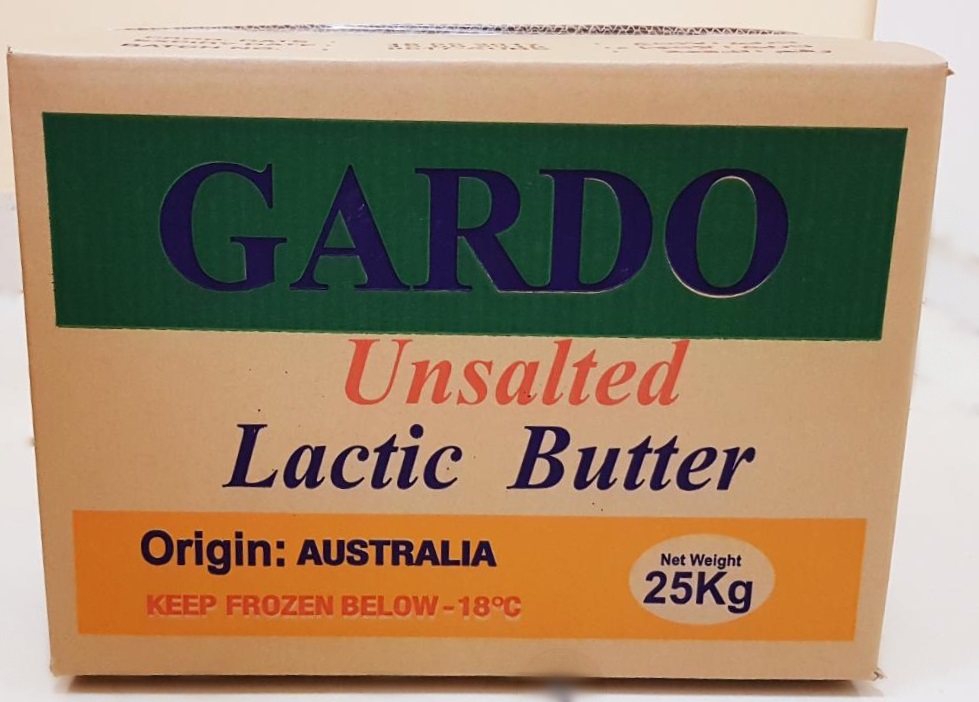 GARDO
Unsalted
Lactic Butter
Origin: AUSTRALIA
KEEP FROZEN BELOW -18°C
Net Weight
25Kg